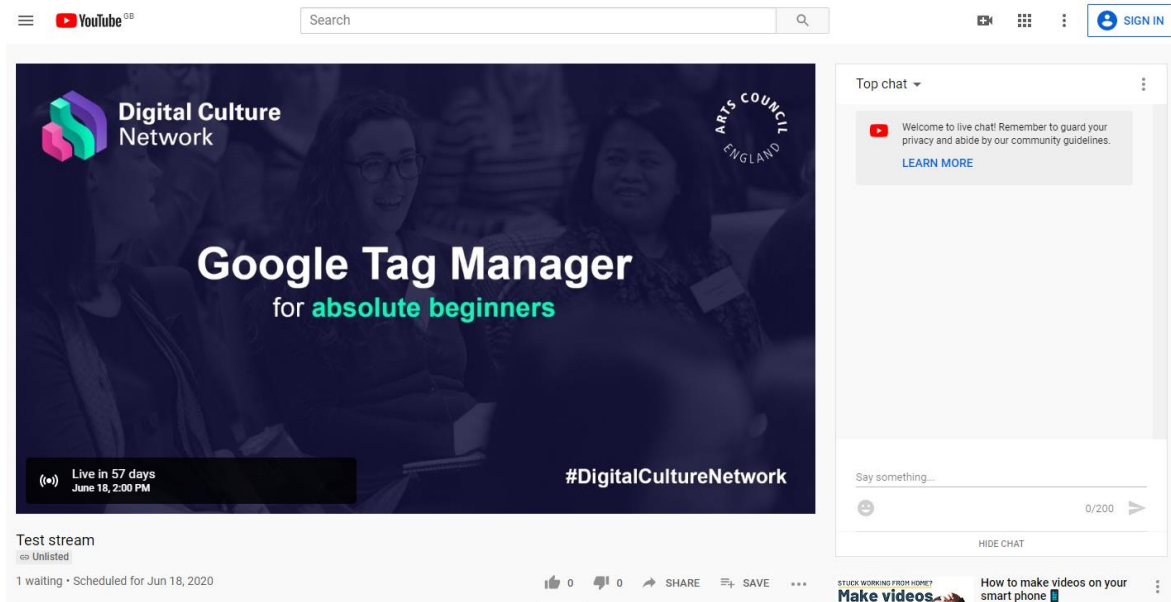 YouTube GB
Search
SIGN IN
Digital Culture
Network
ARTS COUNCIL
ENGLAND
Google Tag Manager
for absolute beginners
Live in 57 days
June 18, 2:00 PM
#DigitalCultureNetwork
Top chat
Welcome to live chat! Remember to guard your
privacy and abide by our community guidelines.
LEARN MORE
Say something...
0/200
HIDE CHAT
Test stream
Unlisted
1 waiting • Scheduled for Jun 18, 2020
0
0
SHARE
SAVE
STUCK WORKING FROM HOME?
Make videos
How to make videos on your
smart phone